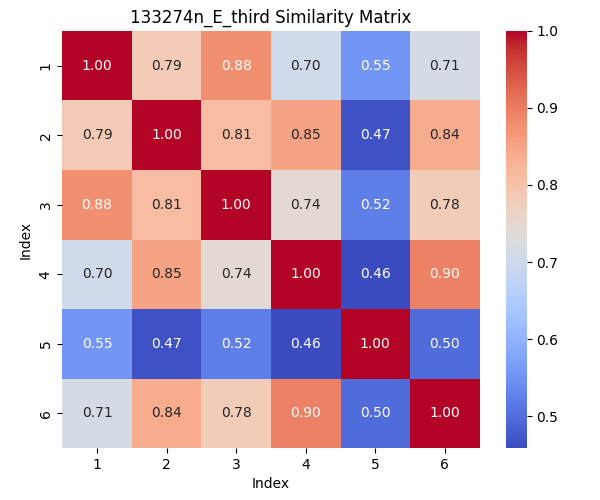 133274n_E_third Similarity Matrix
1.0
1 1.00 0.79 0.88 0.70 0.55 0.71
0.9
2 0.79 1.00 0.81 0.85 0.47 0.84
0.8
3 0.88 0.81 1.00 0.74 0.52 0.78
Index
0.7
4 0.70 0.85 0.74 1.00 0.46 0.90
0.6
5 0.55 0.47 0.52 0.46 1.00 0.50
0.5
6 0.71 0.84 0.78 0.90 0.50 1.00
1 2 3 4 5 6
Index